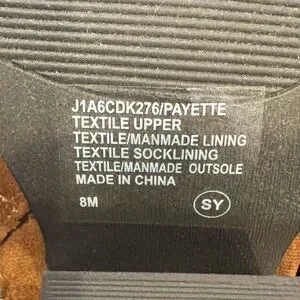 J1A6CDK276/PAYETTE
TEXTILE UPPER
TEXTILE/MANMADE LINING
TEXTILE SOCKLINING
TEXTILE/MANMADE OUTSOLE
MADE IN CHINA
8M SY